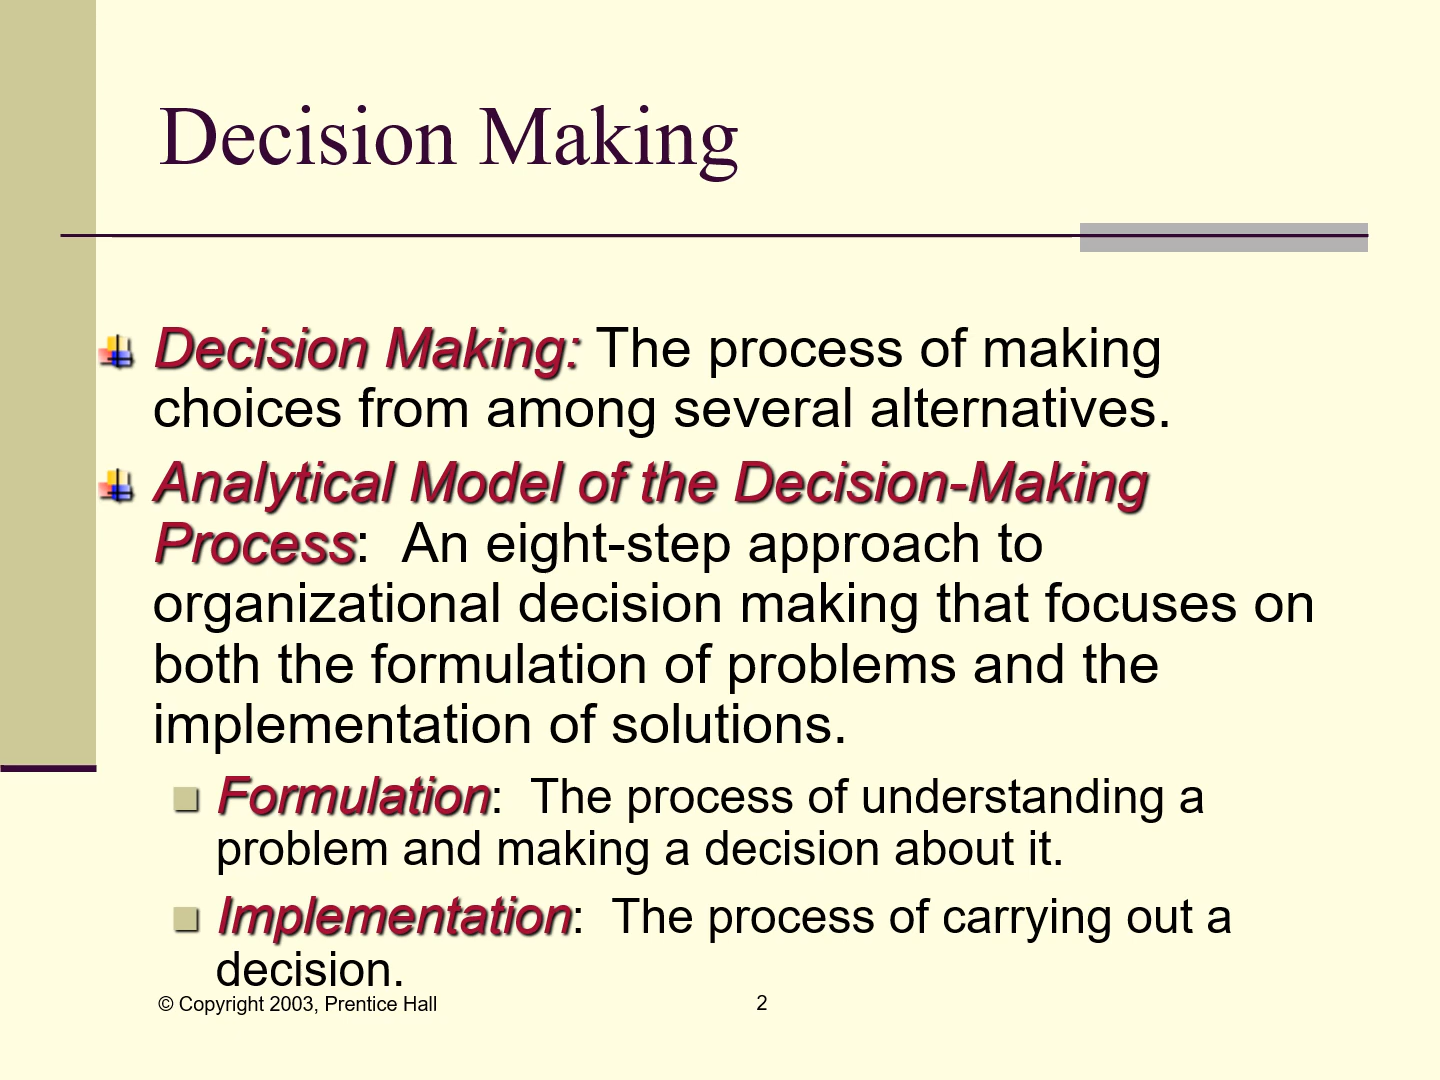 Decision Making
Decision Making: The process of making
choices from among several alternatives.
Analytical Model of the Decision-Making
Process:  An eight-step approach to
organizational decision making that focuses on
both the formulation of problems and the
implementation of solutions.
Formulation:  The process of understanding a
problem and making a decision about it.
Implementation:  The process of carrying out a
decision.
© Copyright 2003, Prentice Hall
2